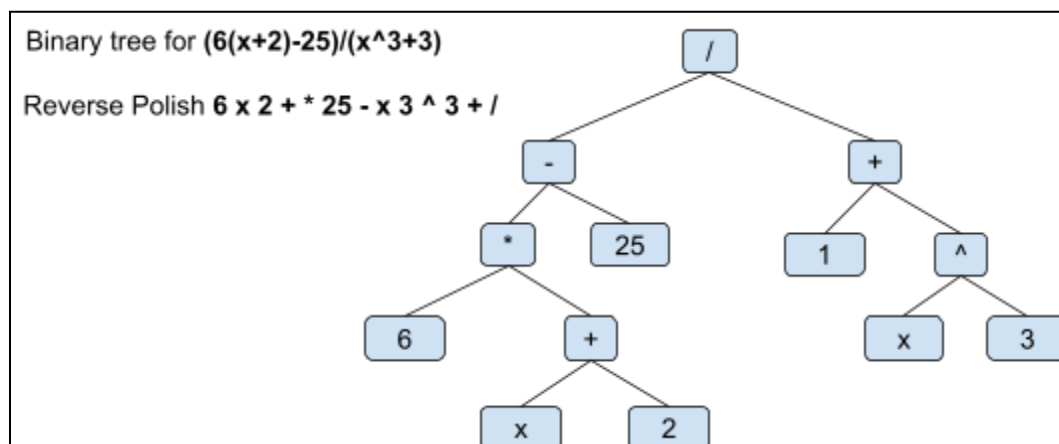 Binary tree for (6(x+2)-25)/(x^3+3)
/
Reverse Polish 6 x 2 + * 25 - x 3 ^ 3 + /
- +
* 25 1 ^
6 + x 3
x 2